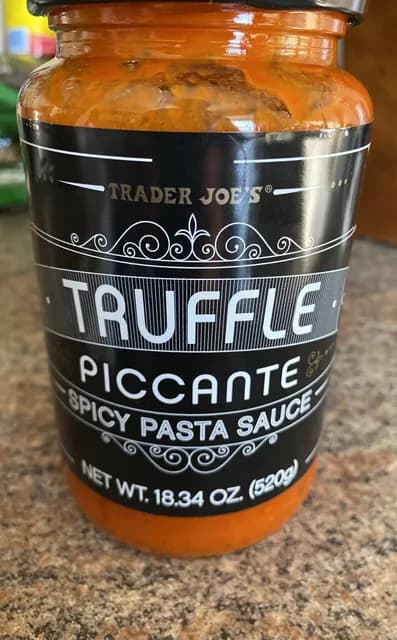 TRADER JOE'S®
TRUFFLE
PICCANTE
SPICY PASTA SAUCE
NET WT. 18.34 OZ. (520g)